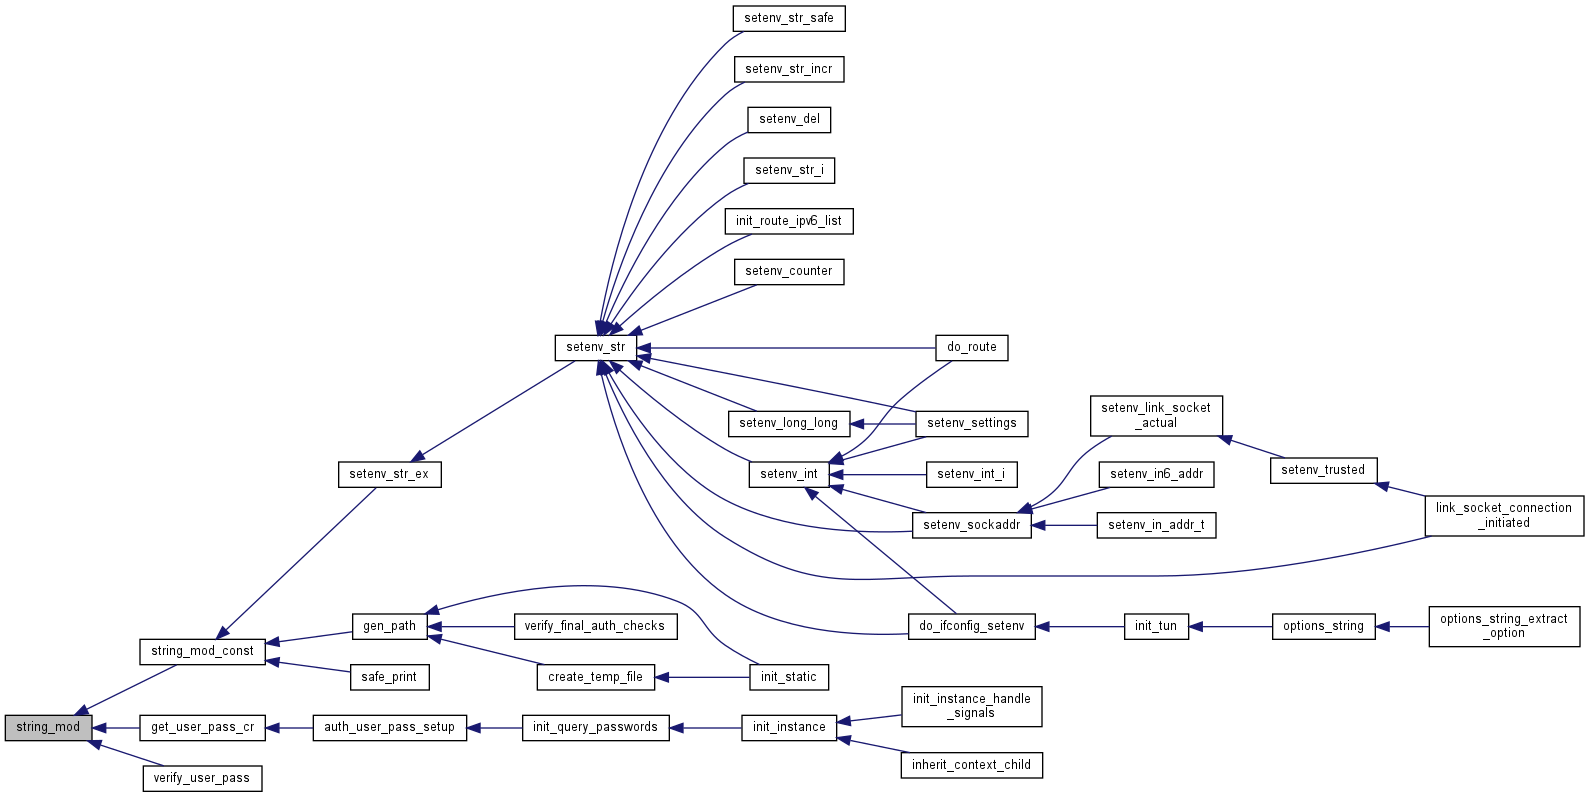 setenv_str_safe
setenv_str_incr
setenv_del
setenv_str_i
init_route_ipv6_list
setenv_counter
setenv_str
do_route
setenv_long_long
setenv_settings
setenv_link_socket
_actual
setenv_str_ex
setenv_int
setenv_int_i
setenv_in6_addr
setenv_trusted
setenv_sockaddr
setenv_in_addr_t
link_socket_connection
_initiated
gen_path
verify_final_auth_checks
do_ifconfig_setenv
init_tun
options_string
options_string_extract
_option
string_mod_const
safe_print
create_temp_file
init_static
string_mod
get_user_pass_cr
auth_user_pass_setup
init_query_passwords
init_instance
init_instance_handle
_signals
verify_user_pass
inherit_context_child